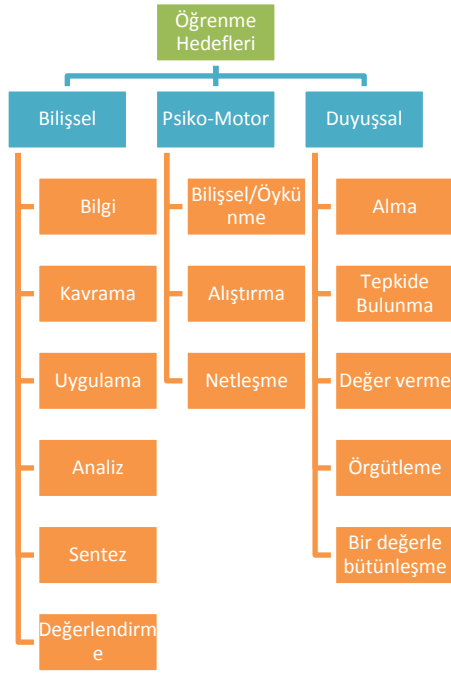 Öğrenme
Hedefleri
Bilişsel
Psiko-Motor
Duyuşsal
Bilgi
Kavrama
Uygulama
Analiz
Sentez
Değerlendirm
e
Bilişsel/Öykü
nme
Alıştırma
Netleşme
Alma
Tepkide
Bulunma
Değer verme
Örgütleme
Bir değerle
bütünleşme